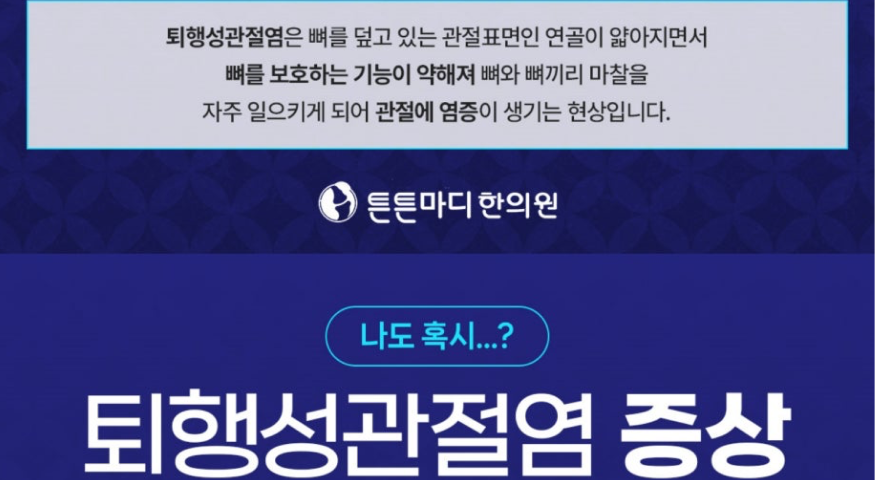 퇴행성관절염은 뼈를 덮고 있는 관절표면인 연골이 얇아지면서
뼈를 보호하는 기능이 약해져 뼈와 뼈끼리 마찰을
자주 일으키게 되어 관절에 염증이 생기는 현상입니다.
튼튼마디한의원
나도 혹시...?
퇴행성관절염 증상